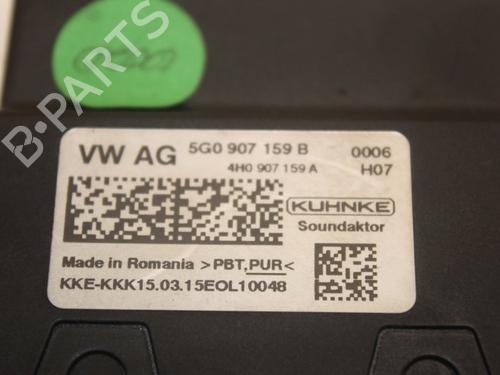 B-PARTS
VW AG
5G0 907 159 B 0006
4H0 907 159 A H07
KUHNKE
Soundaktor
Made in Romania >PBT,PUR<
KKE-KKK15.03.15EOL10048